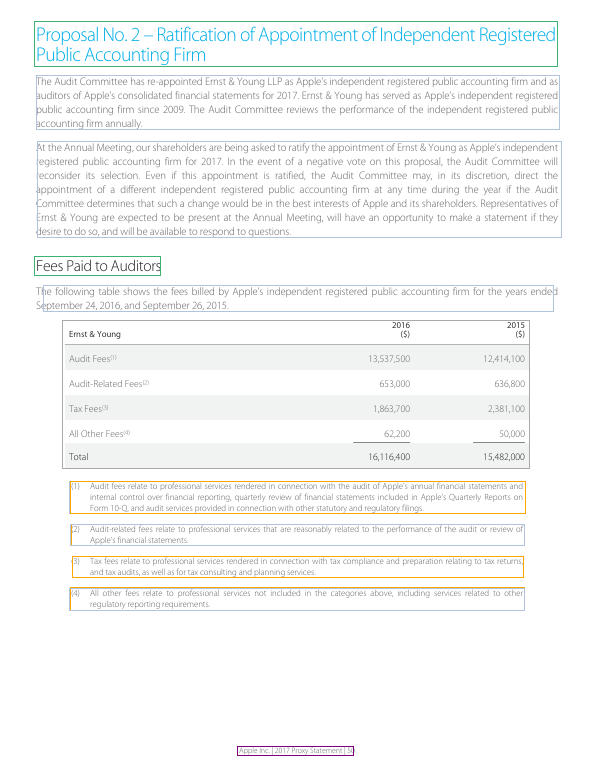 Proposal No. 2 – Ratification of Appointment of Independent Registered
Public Accounting Firm
The Audit Committee has re-appointed Ernst & Young LLP as Apple's independent registered public accounting firm and as
auditors of Apple's consolidated financial statements for 2017. Ernst & Young has served as Apple's independent registered
public accounting firm since 2009. The Audit Committee reviews the performance of the independent registered public
accounting firm annually.
At the Annual Meeting, our shareholders are being asked to ratify the appointment of Ernst & Young as Apple's independent
registered public accounting firm for 2017. In the event of a negative vote on this proposal, the Audit Committee will
reconsider its selection. Even if this appointment is ratified, the Audit Committee may, in its discretion, direct the
appointment of a different independent registered public accounting firm at any time during the year if the Audit
Committee determines that such a change would be in the best interests of Apple and its shareholders. Representatives of
Ernst & Young are expected to be present at the Annual Meeting, will have an opportunity to make a statement if they
desire to do so, and will be available to respond to questions.
Fees Paid to Auditors
The following table shows the fees billed by Apple's independent registered public accounting firm for the years ended
September 24, 2016, and September 26, 2015.
Ernst & Young 2016 ($) 2015 ($)
Audit Fees(1) 13,537,500 12,414,100
Audit-Related Fees(2) 653,000 636,800
Tax Fees(3) 1,863,700 2,381,100
All Other Fees(4) 62,200 50,000
Total 16,116,400 15,482,000
(1) Audit fees relate to professional services rendered in connection with the audit of Apple's annual financial statements and
internal control over financial reporting, quarterly review of financial statements included in Apple's Quarterly Reports on
Form 10-Q, and audit services provided in connection with other statutory and regulatory filings.
(2) Audit-related fees relate to professional services that are reasonably related to the performance of the audit or review of
Apple's financial statements.
(3) Tax fees relate to professional services rendered in connection with tax compliance and preparation relating to tax returns,
and tax audits, as well as for tax consulting and planning services.
(4) All other fees relate to professional services not included in the categories above, including services related to other
regulatory reporting requirements.
Apple Inc. | 2017 Proxy Statement | 50